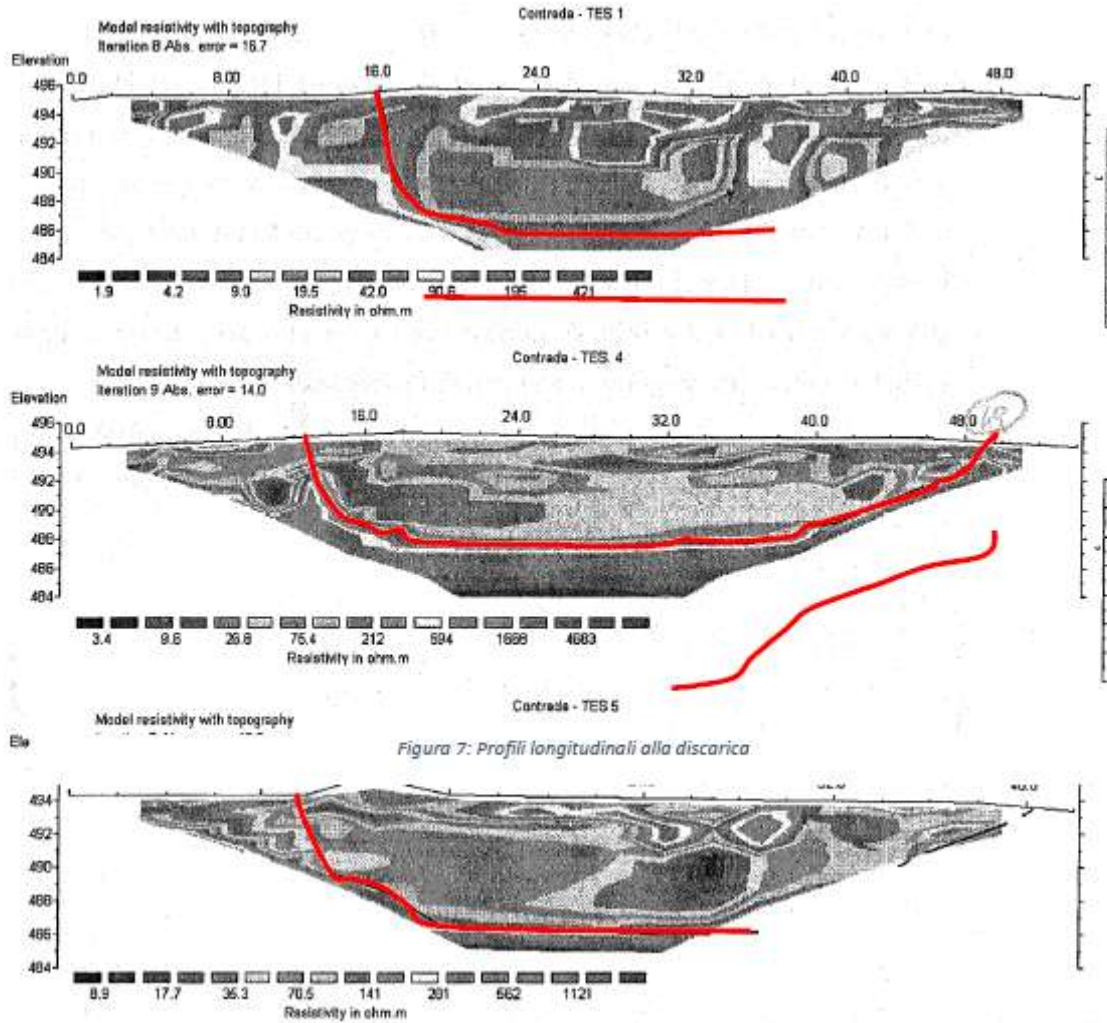 Contrada - TES 1
Model resistivity with topography
Iteration 8 Abs. error = 16.7
Elevation
0.0 8.00 16.0 24.0 32.0 40.0 48.0
496
494
492
490
488
486
484
1.9 4.2 9.0 19.5 42.0 90.6 195 421
Resistivity in ohm.m
Contrada - TES. 4
Model resistivity with topography
Iteration 9 Abs. error = 14.0
Elevation
0.0 8.00 16.0 24.0 32.0 40.0 48.0
496
494
492
490
488
486
484
3.4 9.6 26.8 75.4 212 594 1668 4683
Resistivity in ohm.m
Contrada - TES 5
Model resistivity with topography
Ele
Figura 7: Profili longitudinali alla discarica
494
492
490
488
486
484
8.9 17.7 36.3 70.5 141 281 562 1121
Resistivity in ohm.m